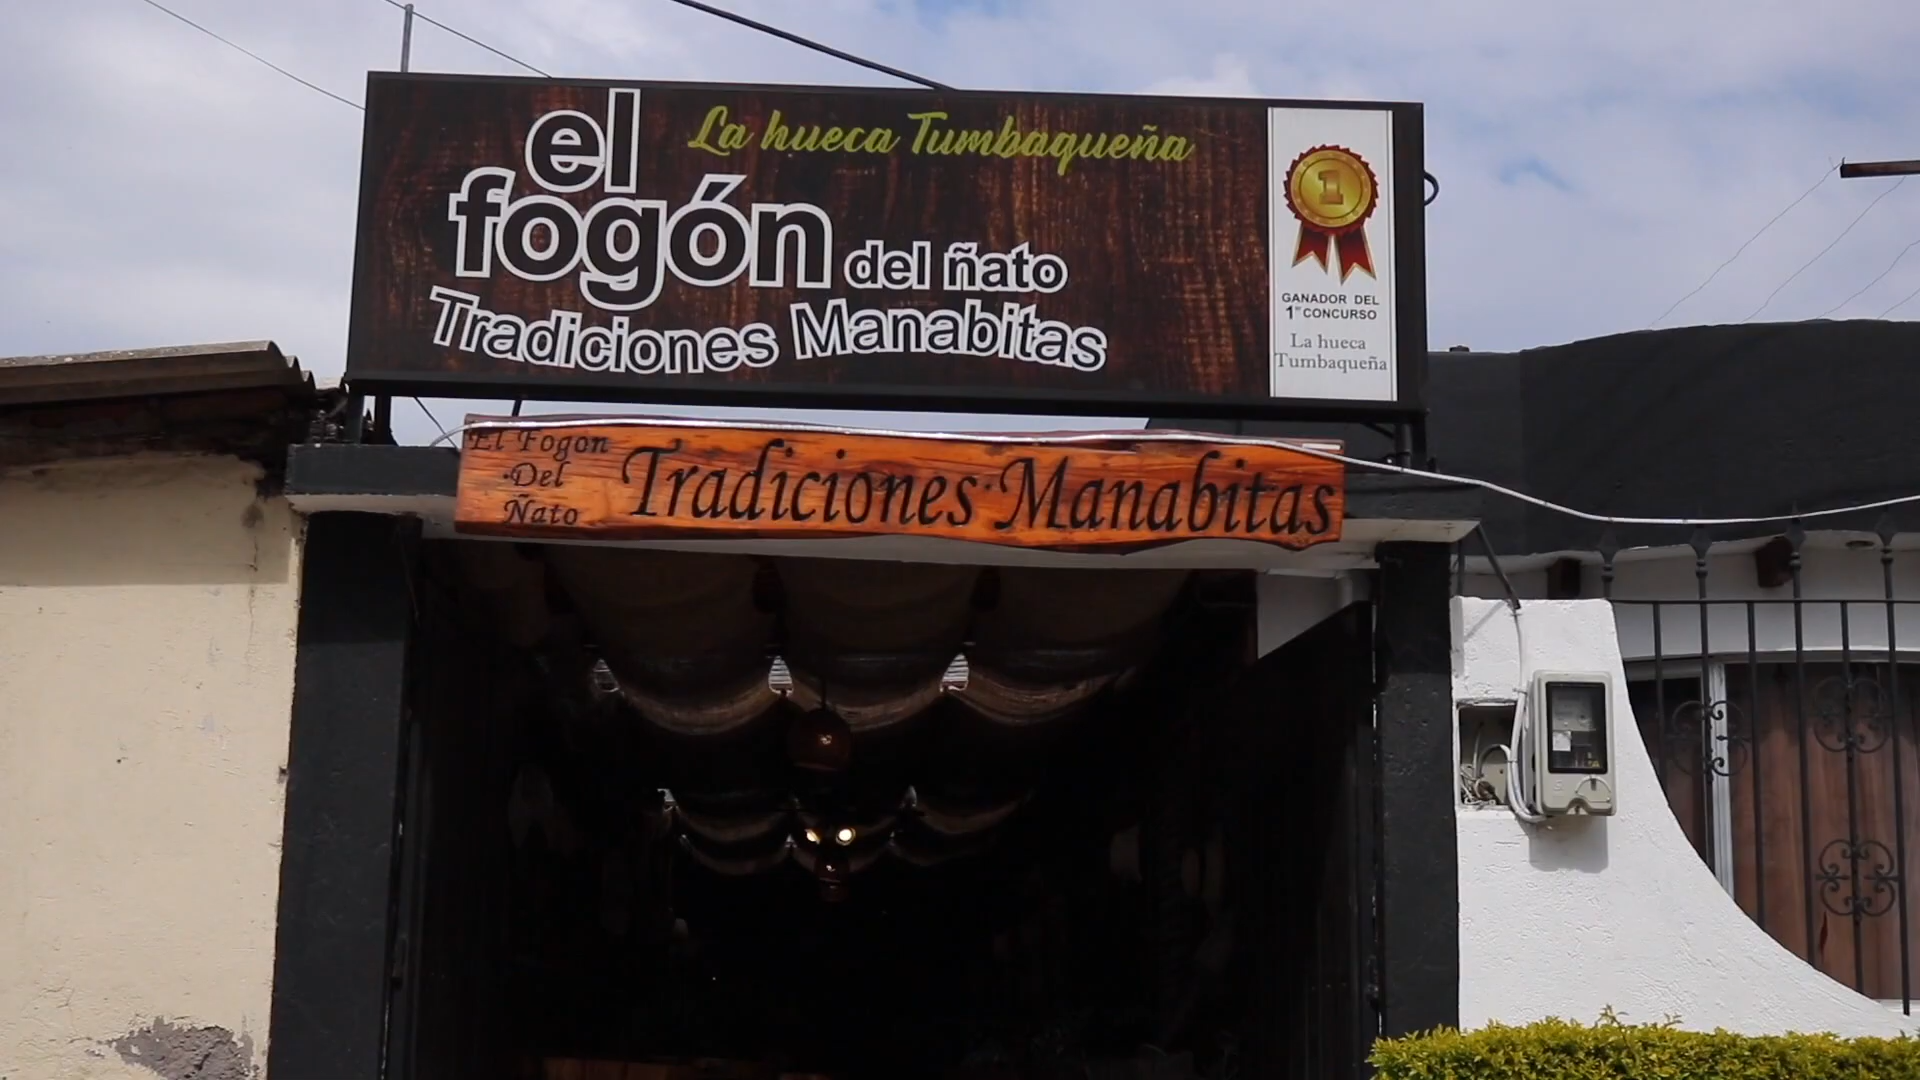 el
fogón del ñato
La hueca Tumbaqueña
Tradiciones Manabitas
1
GANADOR DEL
1er CONCURSO
La hueca
Tumbaqueña
El Fogon
·Del
Ñato
Tradiciones·Manabitas